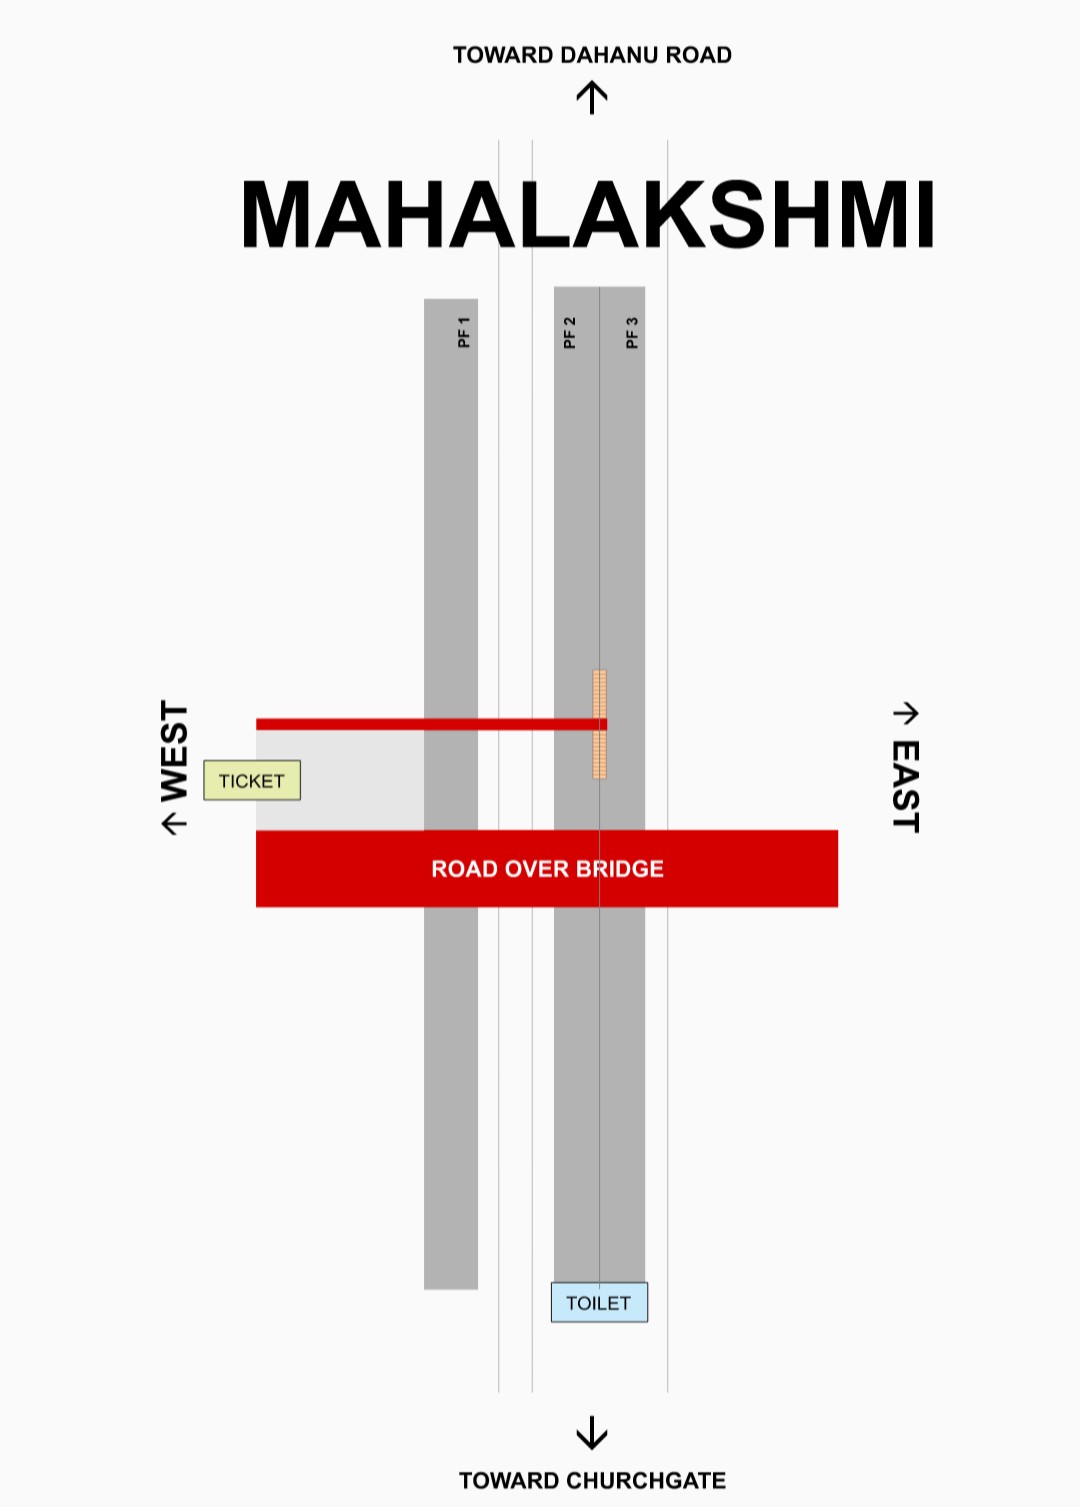 TOWARD DAHANU ROAD
↑
MAHALAKSHMI
PF 1
PF 2
PF 3
↑ WEST
TICKET
↑ EAST
ROAD OVER BRIDGE
TOILET
↓
TOWARD CHURCHGATE